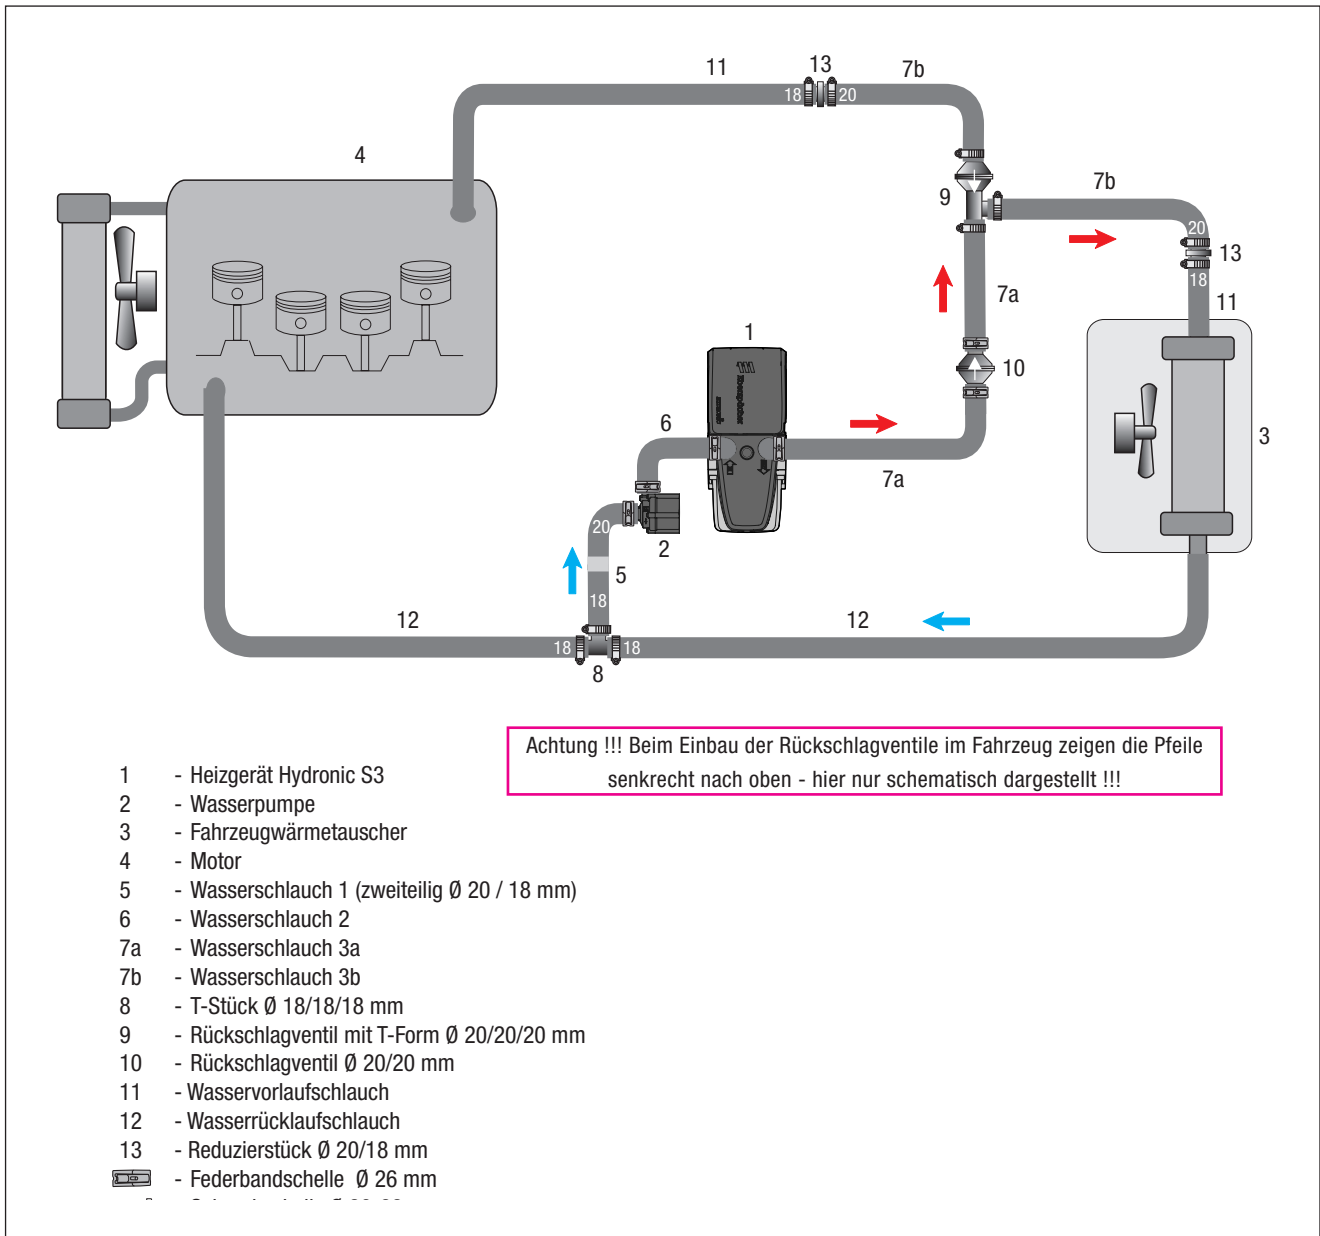 11
13
7b
18
20
4
9
7b
20
13
18
11
7a
1
10
Eberspächer
6
3
7a
20
2
5
18
12
12
18
18
8
Achtung !!! Beim Einbau der Rückschlagventile im Fahrzeug zeigen die Pfeile
senkrecht nach oben - hier nur schematisch dargestellt !!!
1 - Heizgerät Hydronic S3
2 - Wasserpumpe
3 - Fahrzeugwärmetauscher
4 - Motor
5 - Wasserschlauch 1 (zweiteilig Ø 20 / 18 mm)
6 - Wasserschlauch 2
7a - Wasserschlauch 3a
7b - Wasserschlauch 3b
8 - T-Stück Ø 18/18/18 mm
9 - Rückschlagventil mit T-Form Ø 20/20/20 mm
10 - Rückschlagventil Ø 20/20 mm
11 - Wasservorlaufschlauch
12 - Wasserrücklaufschlauch
13 - Reduzierstück Ø 20/18 mm
- Federbandschelle Ø 26 mm